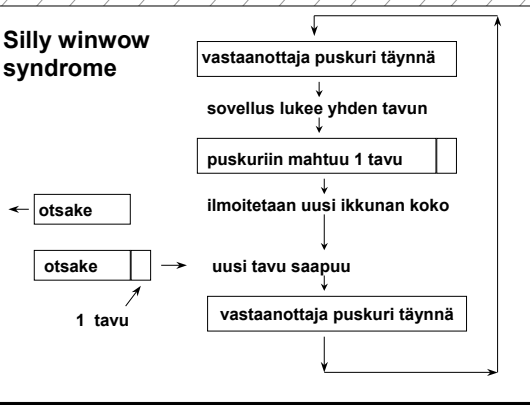 Silly winwow
syndrome
vastaanottaja puskuri täynnä
sovellus lukee yhden tavun
puskuriin mahtuu 1 tavu
ilmoitetaan uusi ikkunan koko
otsake
otsake
uusi tavu saapuu
1 tavu
vastaanottaja puskuri täynnä